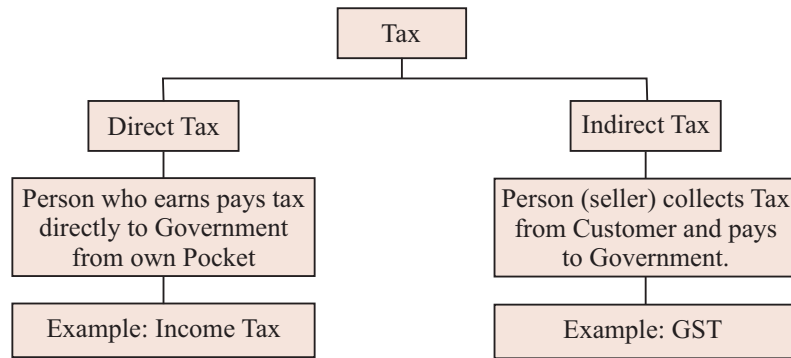 Tax
Direct Tax
Indirect Tax
Person who earns pays tax
directly to Government
from own Pocket
Person (seller) collects Tax
from Customer and pays
to Government.
Example: Income Tax
Example: GST